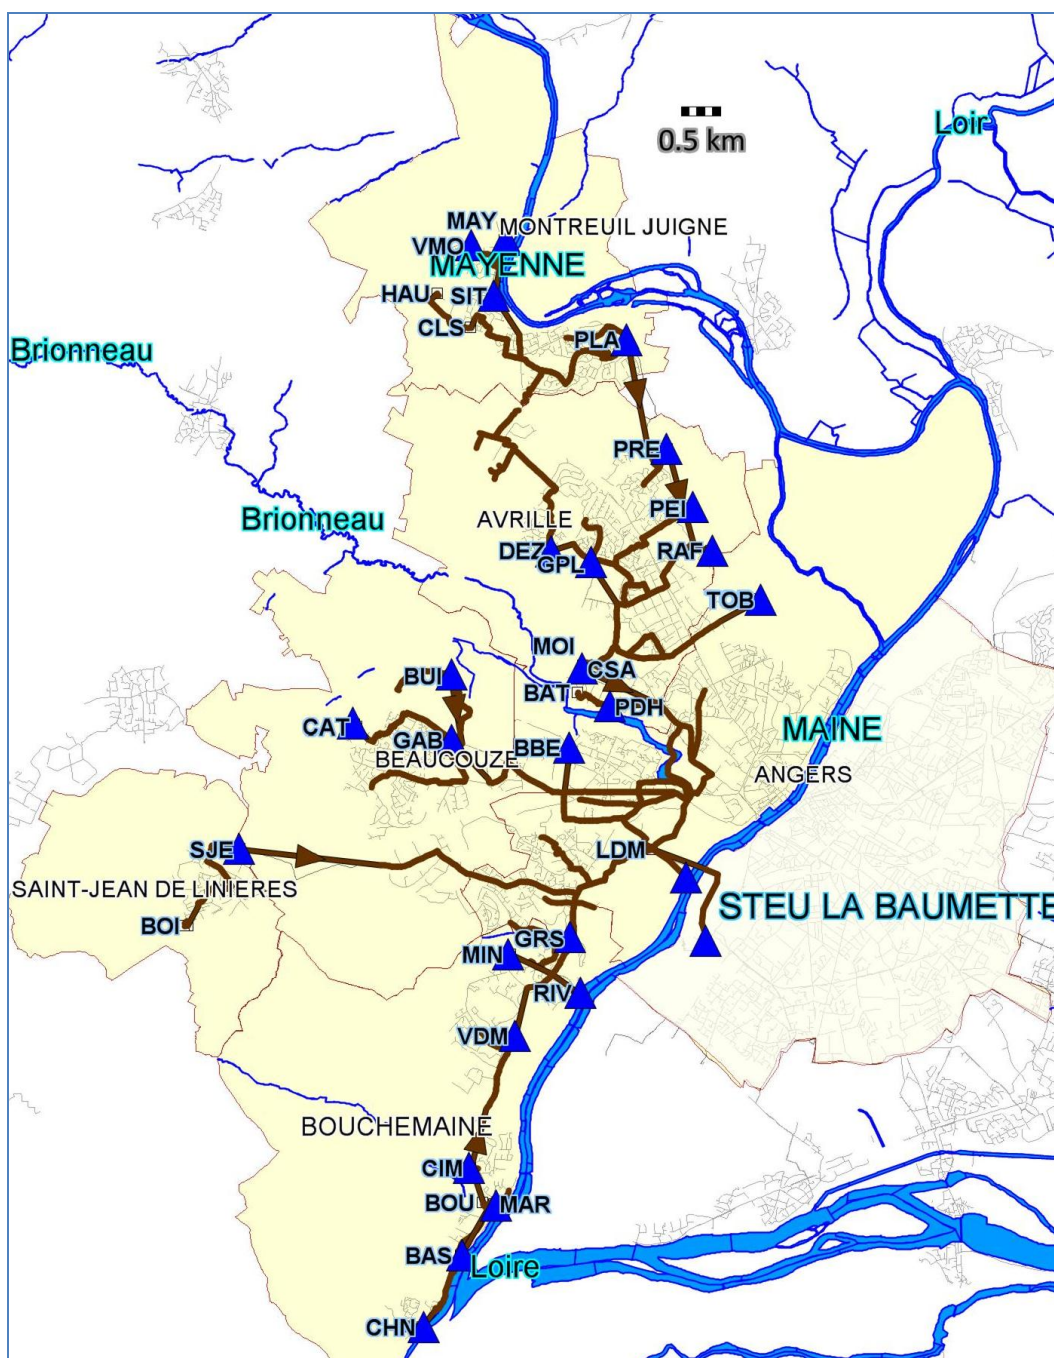 Loir
0.5 km
MAY
MONTREUIL JUIGNE
VMO
MAYENNE
HAU
SIT
CLS
PLA
Brionneau
PRE
PEI
Brionneau
AVRILLE
DEZ
GPL
RAF
TOB
MOI
CSA
BUI
BAT
PDH
CAT
GAB
BBE
MAINE
BEAUCOUZE
ANGERS
SJE
LDM
SAINT-JEAN DE LINIERES
STEU LA BAUMETTE
BOI
GRS
MIN
RIV
VDM
BOUCHEMAINE
CIM
BOU
MAR
BAS
Loire
CHN